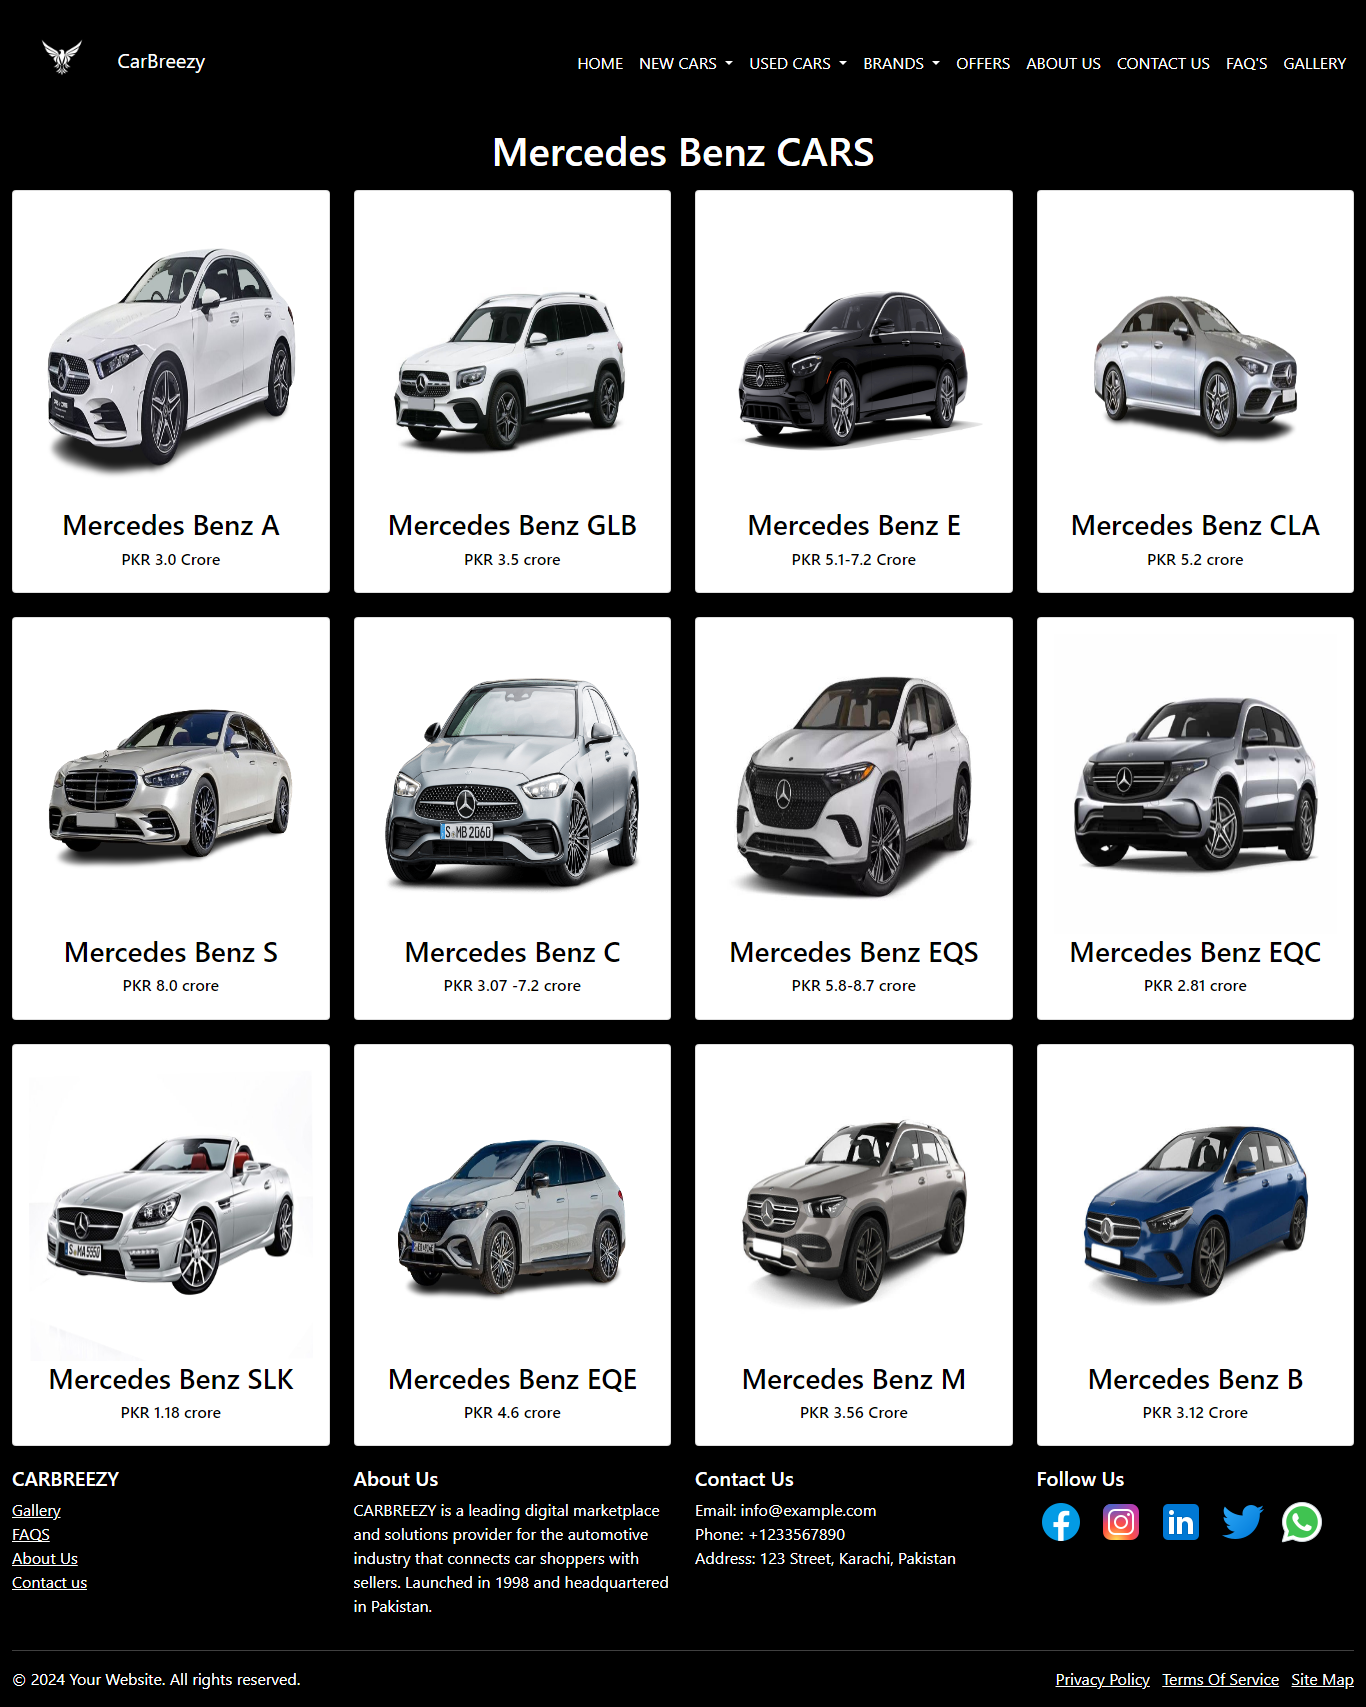 CarBreezy
HOME NEW CARS USED CARS BRANDS OFFERS ABOUT US CONTACT US FAQ'S GALLERY
Mercedes Benz CARS
Mercedes Benz A
PKR 3.0 Crore
Mercedes Benz GLB
PKR 3.5 crore
Mercedes Benz E
PKR 5.1-7.2 Crore
Mercedes Benz CLA
PKR 5.2 crore
Mercedes Benz S
PKR 8.0 crore
S MB 2060
Mercedes Benz C
PKR 3.07 -7.2 crore
Mercedes Benz EQS
PKR 5.8-8.7 crore
Mercedes Benz EQC
PKR 2.81 crore
S MA 5550
Mercedes Benz SLK
PKR 1.18 crore
Mercedes Benz EQE
PKR 4.6 crore
Mercedes Benz M
PKR 3.56 Crore
Mercedes Benz B
PKR 3.12 Crore
CARBREEZY
Gallery
FAQS
About Us
Contact us
About Us
CARBREEZY is a leading digital marketplace
and solutions provider for the automotive
industry that connects car shoppers with
sellers. Launched in 1998 and headquartered
in Pakistan.
Contact Us
Email: info@example.com
Phone: +1233567890
Address: 123 Street, Karachi, Pakistan
Follow Us
© 2024 Your Website. All rights reserved.
Privacy Policy Terms Of Service Site Map